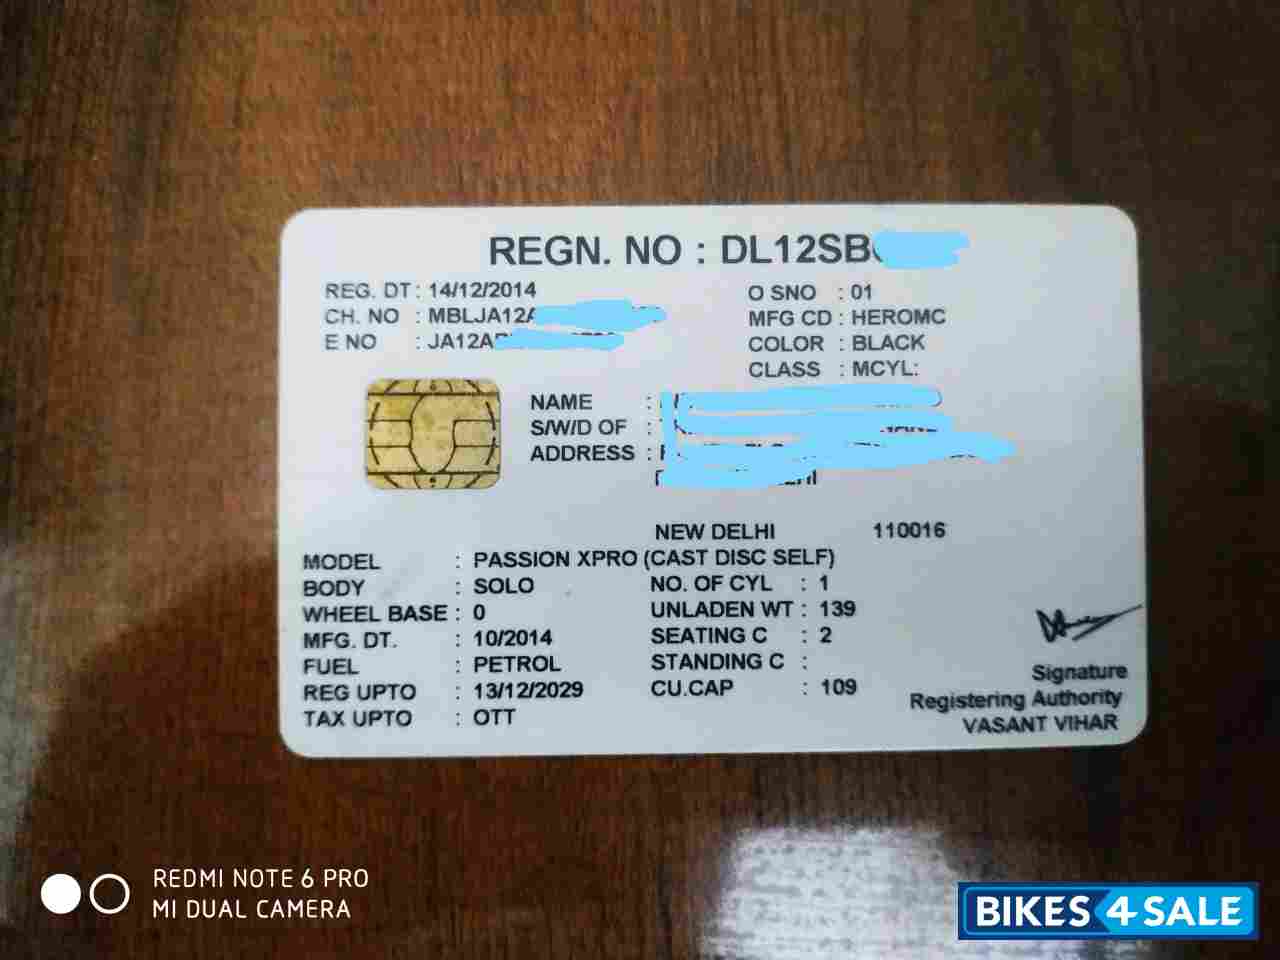 REGN. NO : DL12SB
REG. DT : 14/12/2014
CH. NO : MBLJA12A
E NO : JA12AB
O SNO : 01
MFG CD : HEROMC
COLOR : BLACK
CLASS : MCYL:
NAME :
S/W/D OF :
ADDRESS :
NEW DELHI 110016
MODEL : PASSION XPRO (CAST DISC SELF)
BODY : SOLO NO. OF CYL : 1
WHEEL BASE : 0 UNLADEN WT : 139
MFG. DT. : 10/2014 SEATING C : 2
FUEL : PETROL STANDING C :
REG UPTO : 13/12/2029 CU.CAP : 109
TAX UPTO : OTT
Signature
Registering Authority
VASANT VIHAR
REDMI NOTE 6 PRO
MI DUAL CAMERA
BIKES4SALE